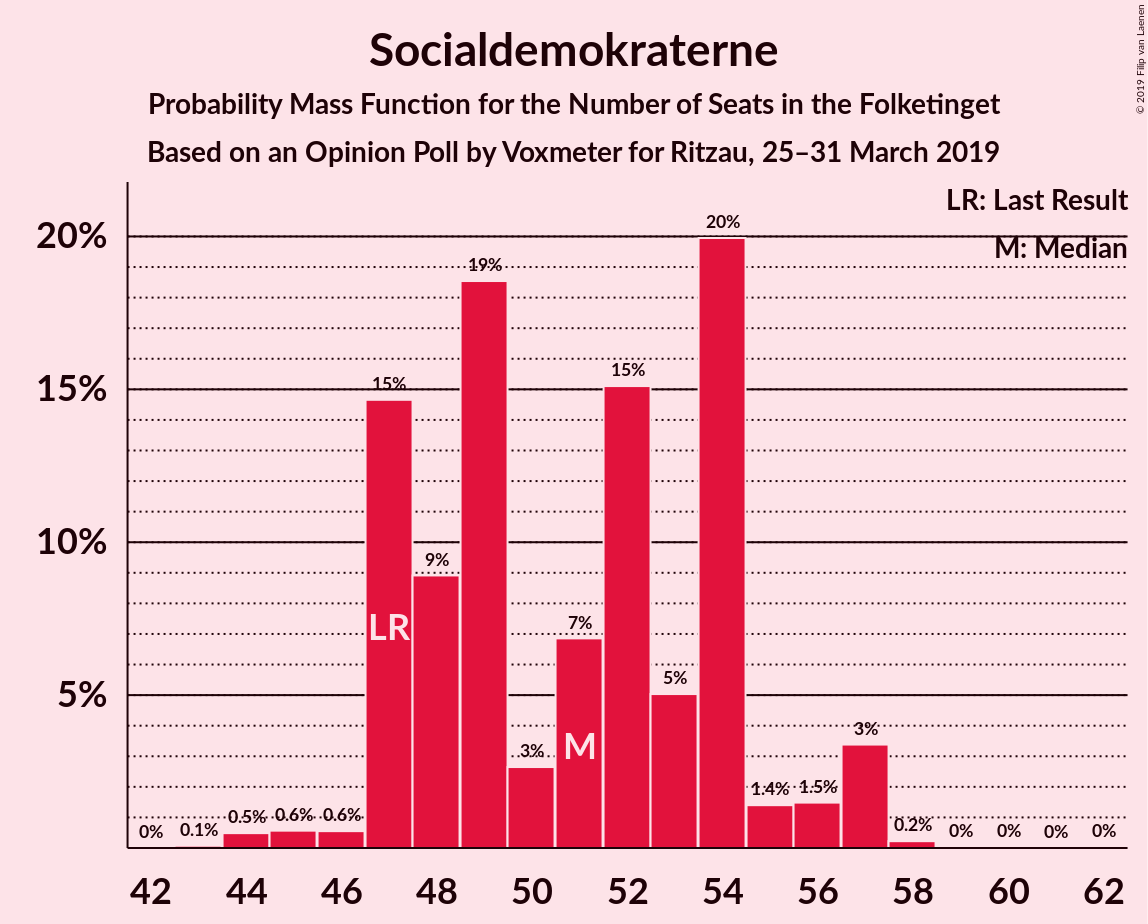 Socialdemokraterne
Probability Mass Function for the Number of Seats in the Folketinget
Based on an Opinion Poll by Voxmeter for Ritzau, 25–31 March 2019
© 2019 Filip van Laenen
LR: Last Result
M: Median
20%
15%
10%
5%
0%
0.1%
0.5%
0.6%
0.6%
15%
9%
19%
3%
7%
15%
5%
20%
1.4%
1.5%
3%
0.2%
0%
0%
0%
0%
LR
M
42 44 46 48 50 52 54 56 58 60 62